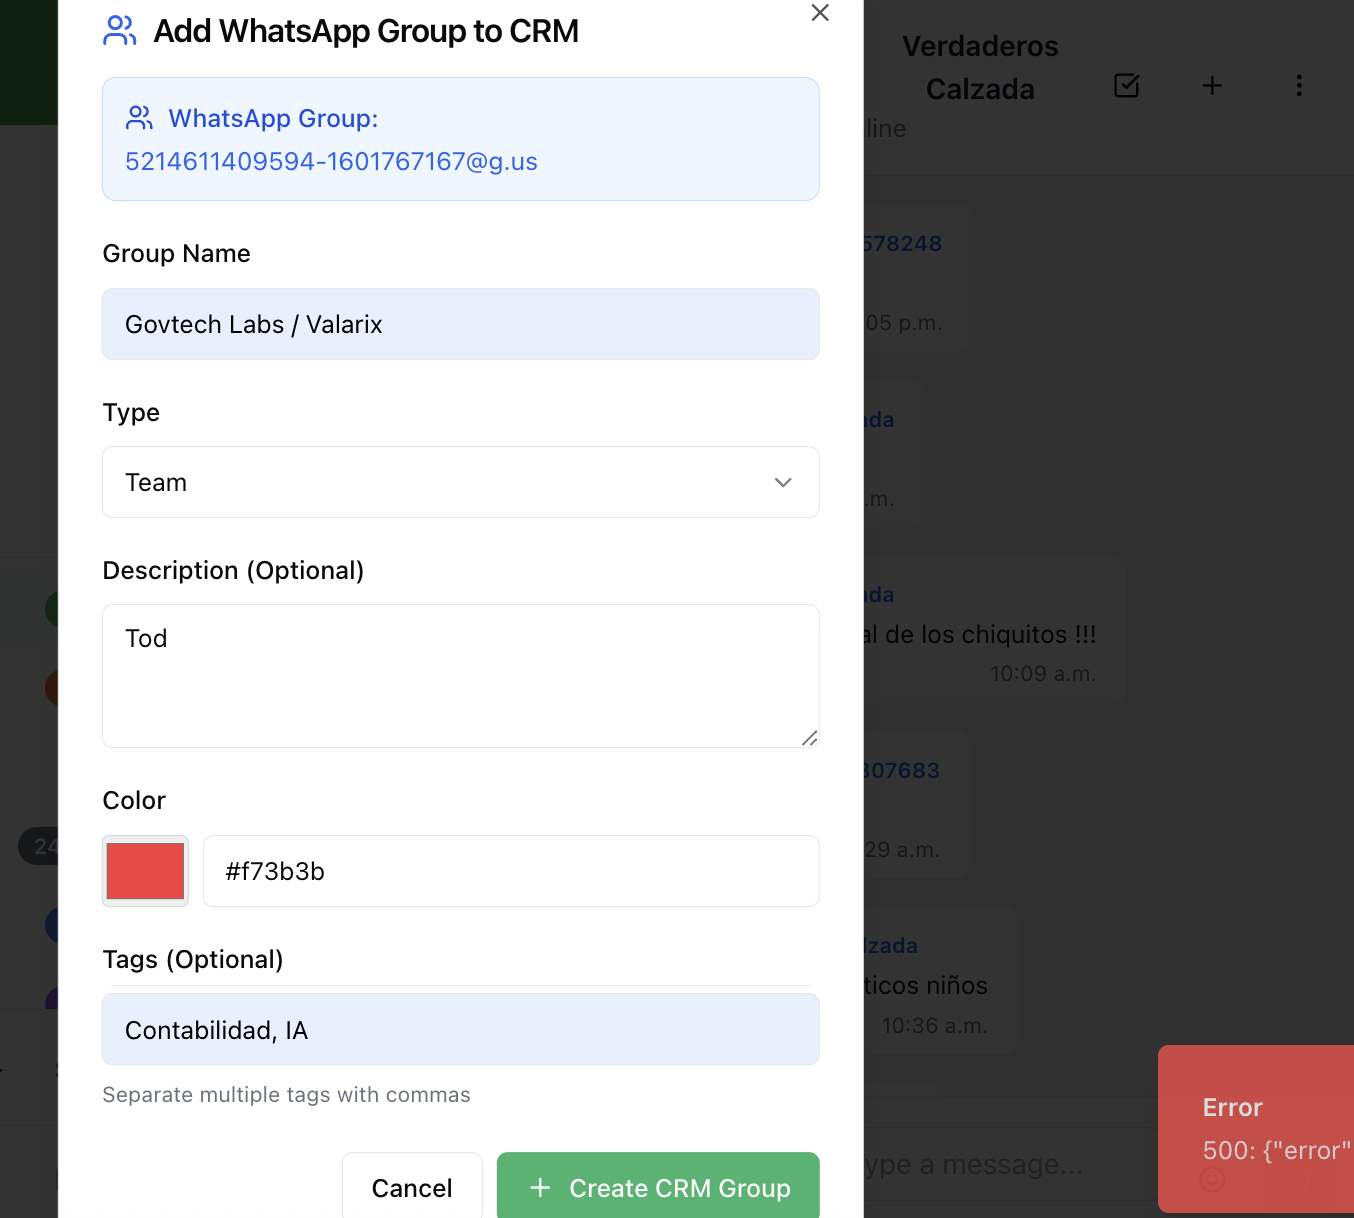 Add WhatsApp Group to CRM
WhatsApp Group:
5214611409594-1601767167@g.us
Group Name
Govtech Labs / Valarix
Type
Team
Description (Optional)
Tod
Color
#f73b3b
Tags (Optional)
Contabilidad, IA
Separate multiple tags with commas
Cancel
+ Create CRM Group
Verdaderos
Calzada
line
578248
05 p.m.
ada
.m.
ada
al de los chiquitos !!!
10:09 a.m.
307683
29 a.m.
lzada
ticos niños
10:36 a.m.
ype a message...
24
Error
500: {"error"